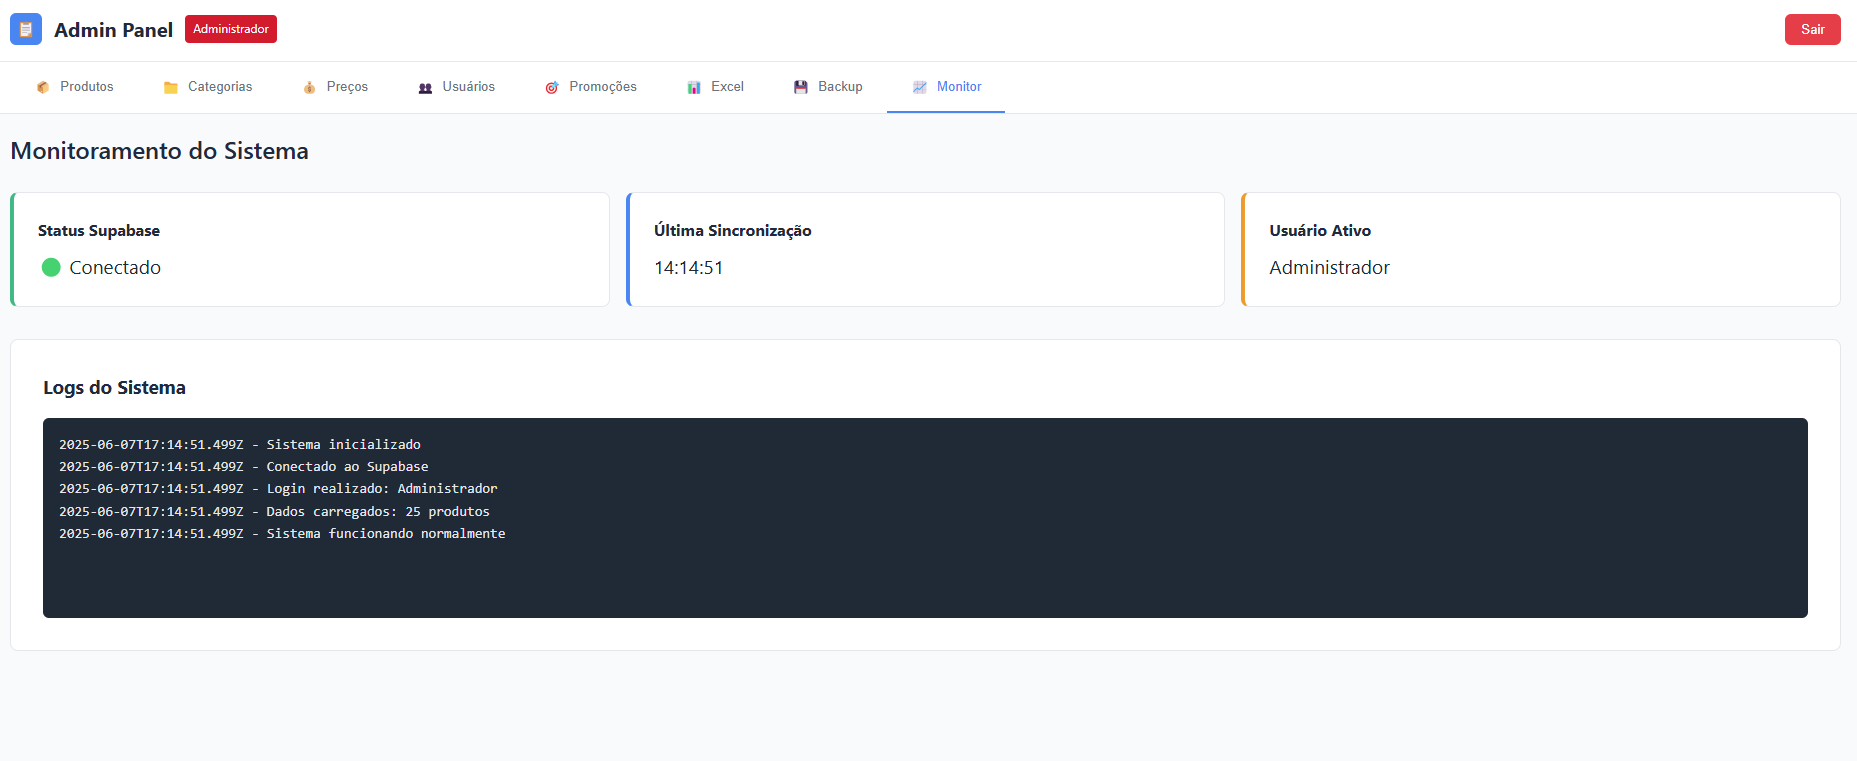 Admin Panel Administrador Sair
Produtos Categorias Preços Usuários Promoções Excel Backup Monitor
Monitoramento do Sistema
Status Supabase
Conectado
Última Sincronização
14:14:51
Usuário Ativo
Administrador
Logs do Sistema
2025-06-07T17:14:51.499Z - Sistema inicializado
2025-06-07T17:14:51.499Z - Conectado ao Supabase
2025-06-07T17:14:51.499Z - Login realizado: Administrador
2025-06-07T17:14:51.499Z - Dados carregados: 25 produtos
2025-06-07T17:14:51.499Z - Sistema funcionando normalmente